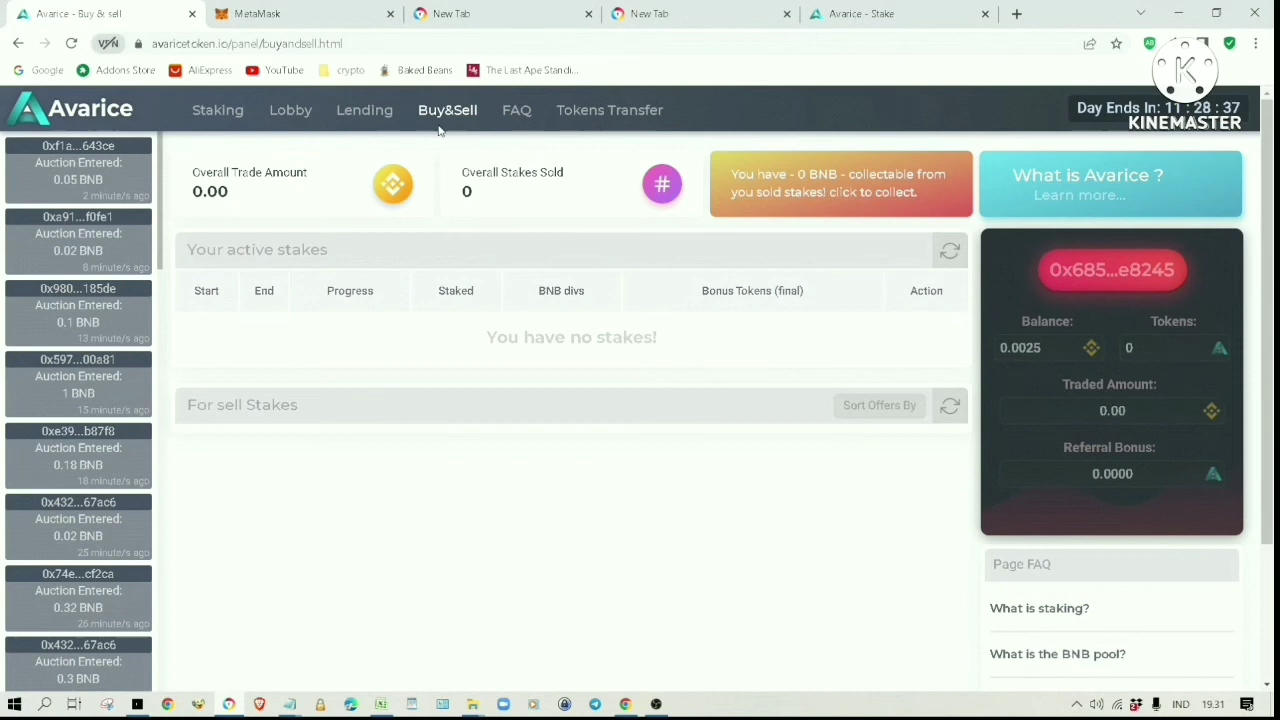 Avarice - Buy & sell
MetaMask
New Tab
New Tab
Avarice - Stake
VPN
avaricetoken.io/panel/buyandsell.html
Google
Addons Store
AliExpress
YouTube
crypto
Baked Beans
The Last Ape Standi...
Avarice
Staking
Lobby
Lending
Buy&Sell
FAQ
Tokens Transfer
Day Ends In: 11 : 28 : 37
K
KINEMASTER
0xf1a...643ce
Auction Entered:
0.05 BNB
2 minute/s ago
0xa91...f0fe1
Auction Entered:
0.02 BNB
8 minute/s ago
0x980...185de
Auction Entered:
0.1 BNB
13 minute/s ago
0x597...00a81
Auction Entered:
1 BNB
15 minute/s ago
0xe39...b87f8
Auction Entered:
0.18 BNB
18 minute/s ago
0x432...67ac6
Auction Entered:
0.02 BNB
25 minute/s ago
0x74e...cf2ca
Auction Entered:
0.32 BNB
26 minute/s ago
0x432...67ac6
Auction Entered:
0.3 BNB
Overall Trade Amount
0.00
Overall Stakes Sold
0
#
You have - 0 BNB - collectable from
you sold stakes! click to collect.
What is Avarice ?
Learn more...
Your active stakes
Start
End
Progress
Staked
BNB divs
Bonus Tokens (final)
Action
You have no stakes!
For sell Stakes
Sort Offers By
0x685...e8245
Balance:
Tokens:
0.0025
0
Traded Amount:
0.00
Referral Bonus:
0.0000
Page FAQ
What is staking?
What is the BNB pool?
IND
19.31